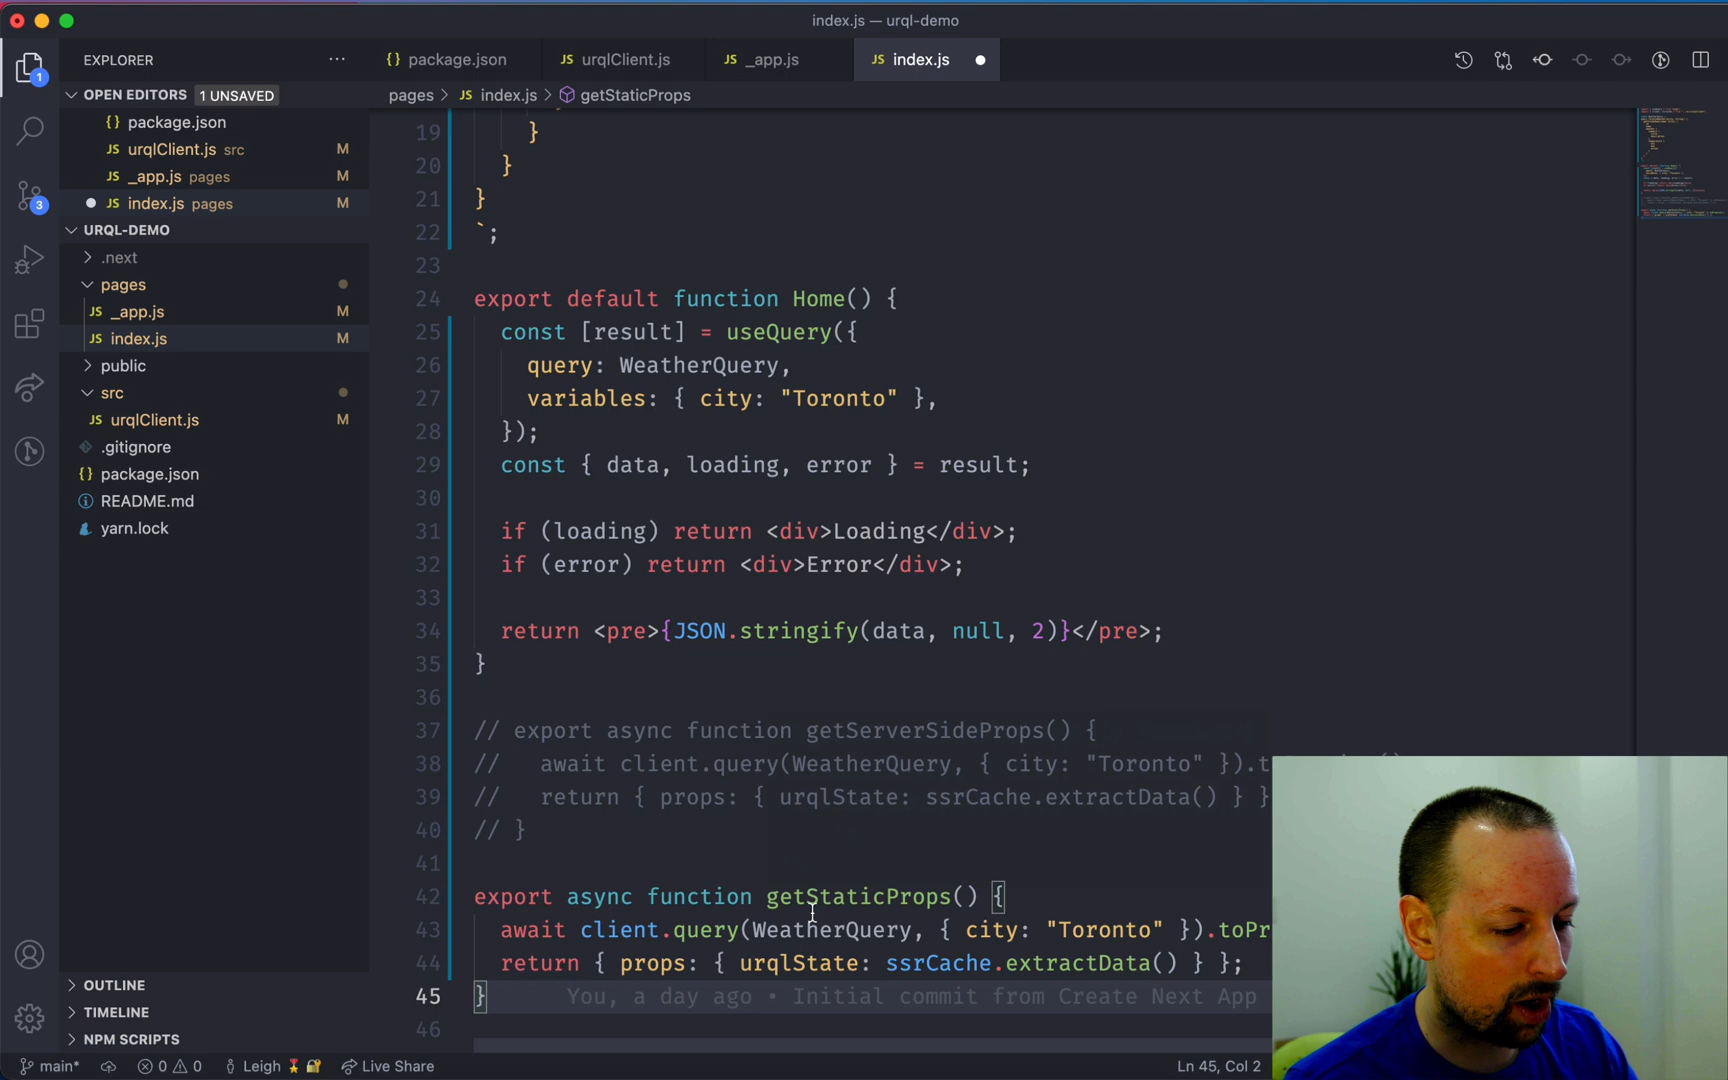 index.js — urql-demo
EXPLORER
package.json
urqlClient.js
_app.js
index.js
OPEN EDITORS 1 UNSAVED
pages > JS index.js > getStaticProps
{} package.json
JS urqlClient.js src M
JS _app.js pages M
JS index.js pages M
URQL-DEMO
.next
pages
JS _app.js M
JS index.js M
public
src
JS urqlClient.js M
.gitignore
{} package.json
README.md
yarn.lock
OUTLINE
TIMELINE
NPM SCRIPTS
1
3
19 }
20 }
21 }
22 `;
23
24 export default function Home() {
25 const [result] = useQuery({
26 query: WeatherQuery,
27 variables: { city: "Toronto" },
28 });
29 const { data, loading, error } = result;
30
31 if (loading) return <div>Loading</div>;
32 if (error) return <div>Error</div>;
33
34 return <pre>{JSON.stringify(data, null, 2)}</pre>;
35 }
36
37 // export async function getServerSideProps() {
38 // await client.query(WeatherQuery, { city: "Toronto" }).t
39 // return { props: { urqlState: ssrCache.extractData() } }
40 // }
41
42 export async function getStaticProps() {
43 await client.query(WeatherQuery, { city: "Toronto" }).toPr
44 return { props: { urqlState: ssrCache.extractData() } };
45 } You, a day ago • Initial commit from Create Next App
46
main* 0 0 Leigh Live Share Ln 45, Col 2